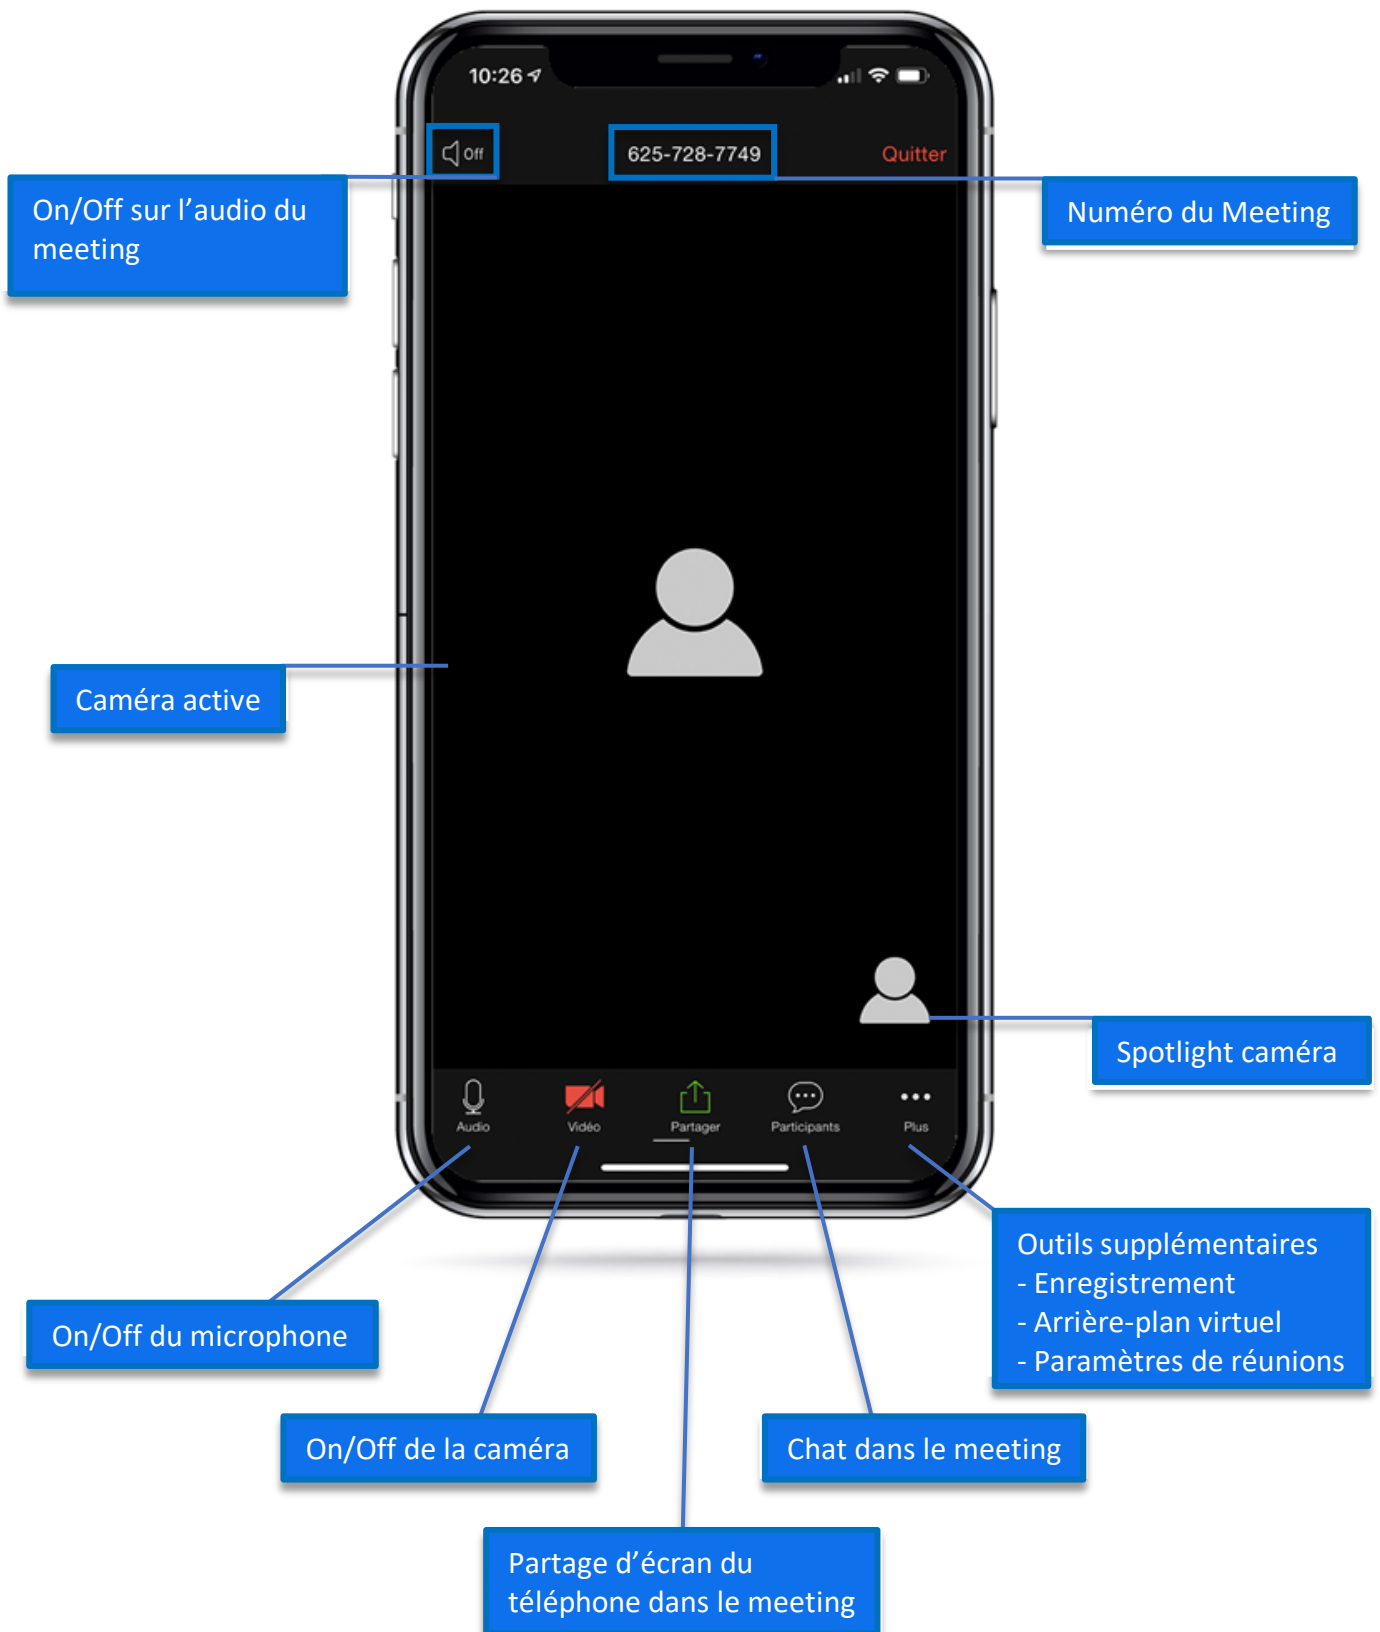 10:26
Off
625-728-7749
Quitter
On/Off sur l’audio du
meeting
Numéro du Meeting
Caméra active
Spotlight caméra
Audio
Vidéo
Partager
Participants
Plus
Outils supplémentaires
- Enregistrement
- Arrière-plan virtuel
- Paramètres de réunions
On/Off du microphone
On/Off de la caméra
Chat dans le meeting
Partage d’écran du
téléphone dans le meeting